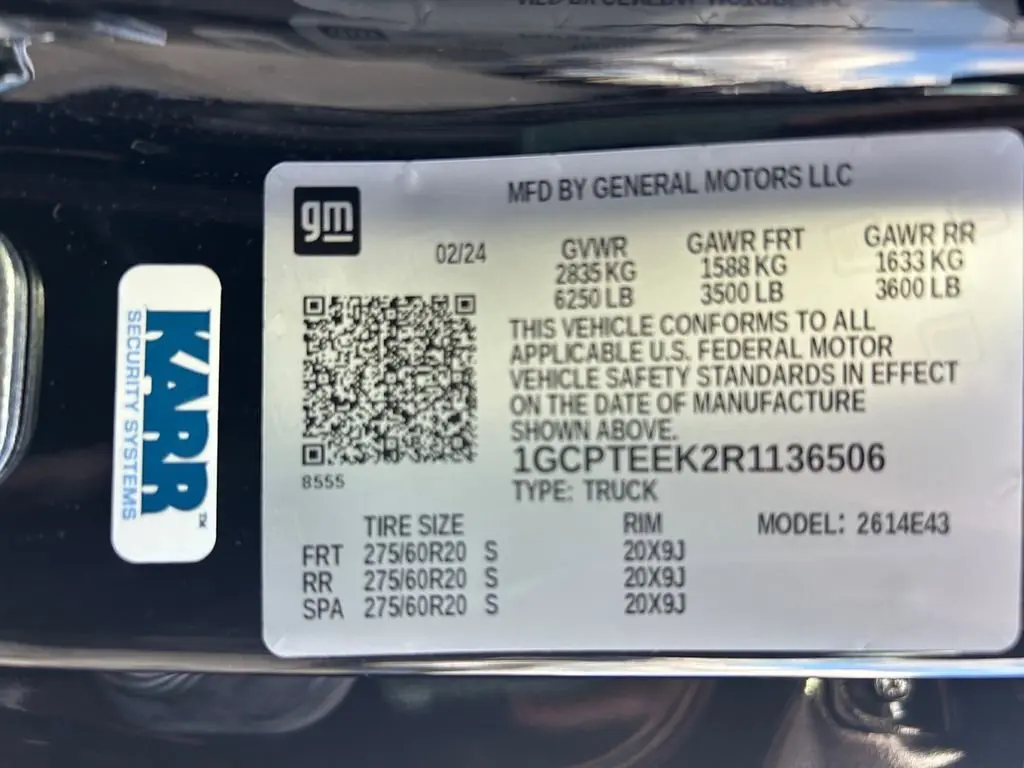 gm
MFD BY GENERAL MOTORS LLC
02/24
GVWR GAWR FRT GAWR RR
2835 KG 1588 KG 1633 KG
6250 LB 3500 LB 3600 LB
THIS VEHICLE CONFORMS TO ALL
APPLICABLE U.S. FEDERAL MOTOR
VEHICLE SAFETY STANDARDS IN EFFECT
ON THE DATE OF MANUFACTURE
SHOWN ABOVE.
8555
1GCPTEEK2R1136506
TYPE: TRUCK
TIRE SIZE RIM MODEL: 2614E43
FRT 275/60R20 S 20X9J
RR 275/60R20 S 20X9J
SPA 275/60R20 S 20X9J
KARR™
SECURITY SYSTEMS